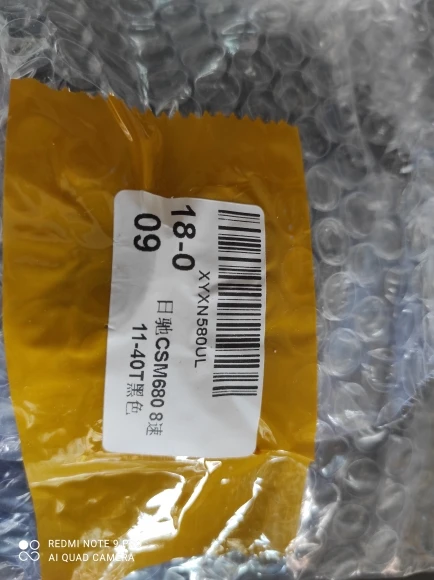 XYXN580UL
18-0
09
日驰CSM680 8速
11-40T黑色
REDMI NOTE 9
AI QUAD CAMERA